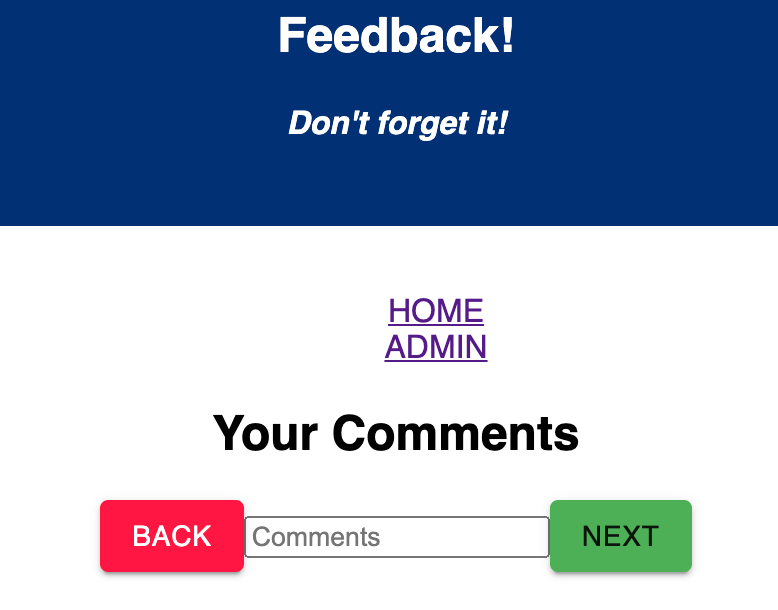 Feedback!
Don't forget it!
HOME
ADMIN
Your Comments
BACK Comments NEXT